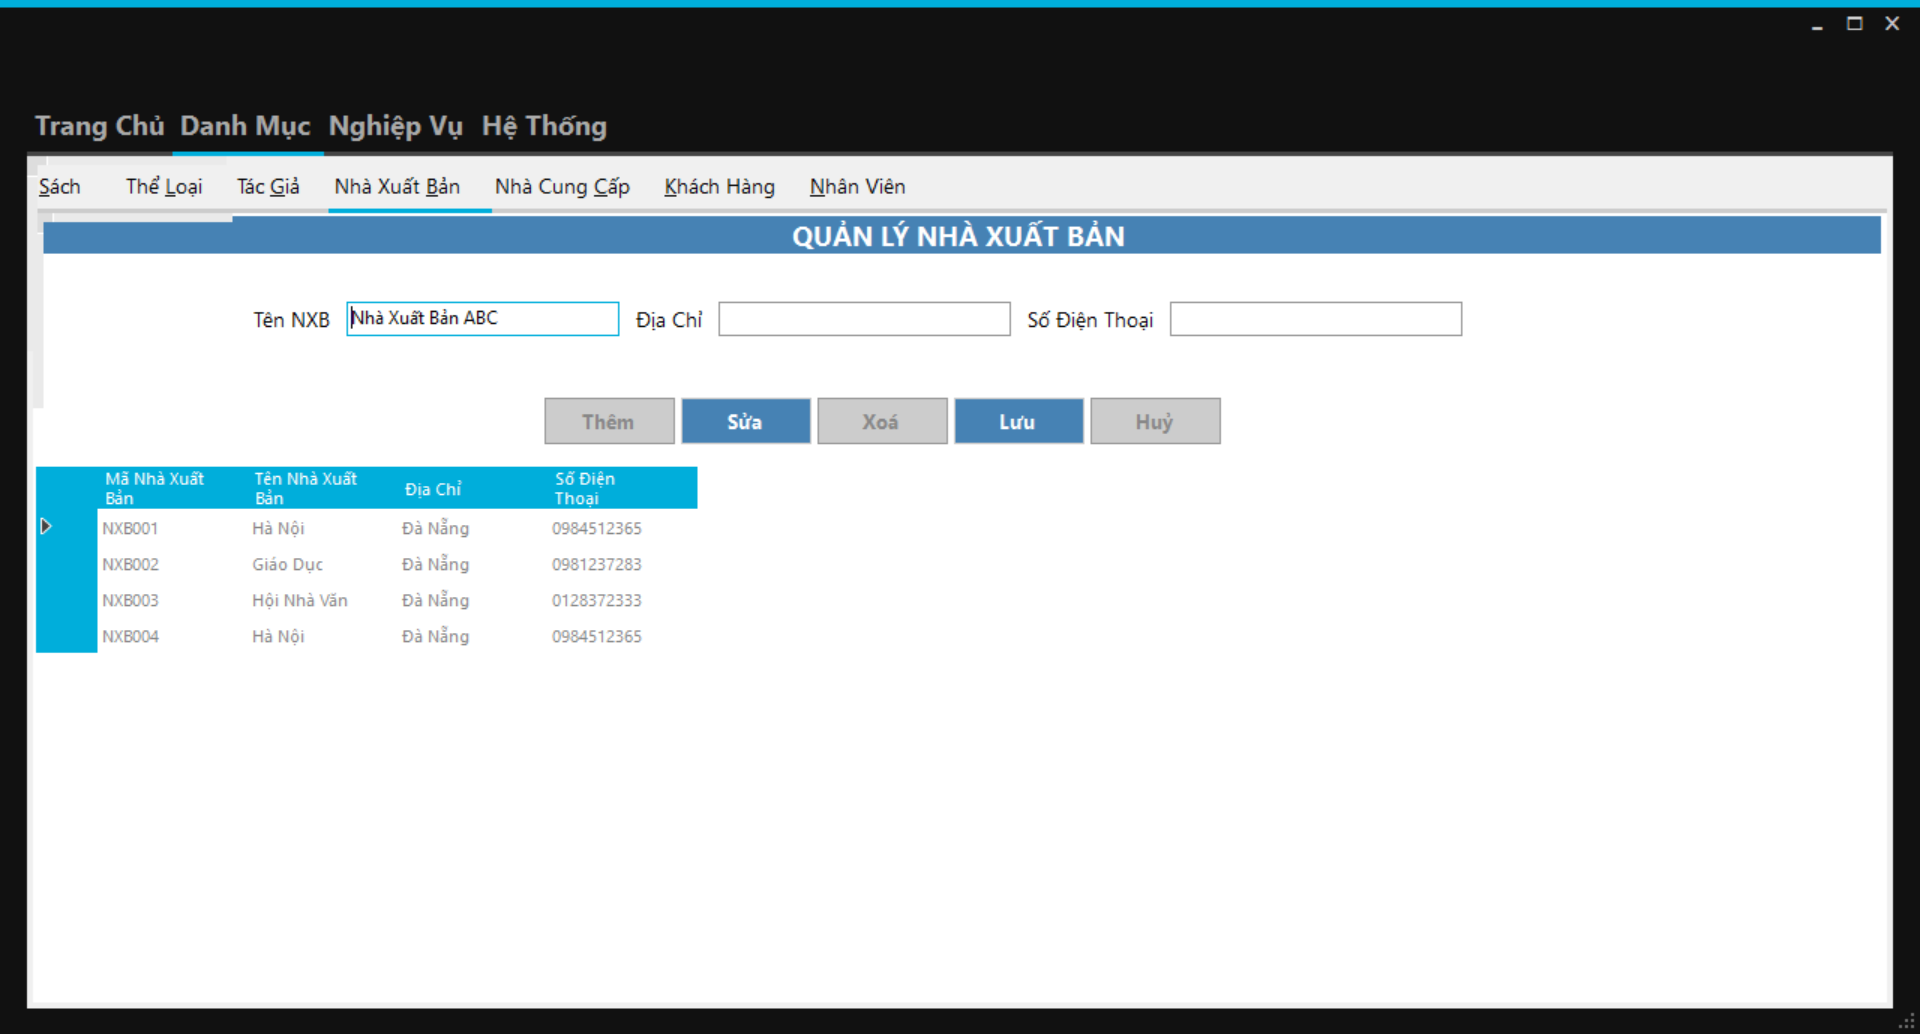 Trang Chủ Danh Mục Nghiệp Vụ Hệ Thống
Sách Thể Loại Tác Giả Nhà Xuất Bản Nhà Cung Cấp Khách Hàng Nhân Viên
QUẢN LÝ NHÀ XUẤT BẢN
Tên NXB Nhà Xuất Bản ABC Địa Chỉ Số Điện Thoại
Thêm Sửa Xoá Lưu Huỷ
Mã Nhà Xuất Bản Tên Nhà Xuất Bản Địa Chỉ Số Điện Thoại
NXB001 Hà Nội Đà Nẵng 0984512365
NXB002 Giáo Dục Đà Nẵng 0981237283
NXB003 Hội Nhà Văn Đà Nẵng 0128372333
NXB004 Hà Nội Đà Nẵng 0984512365